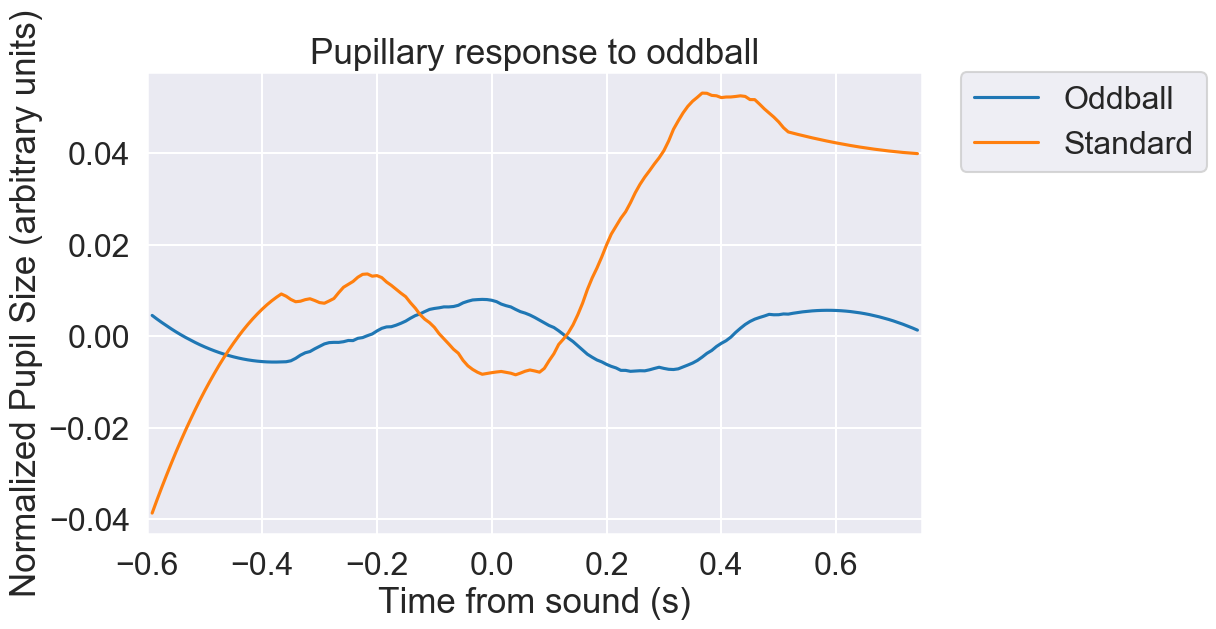 Pupillary response to oddball
Normalized Pupil Size (arbitrary units)
0.04
0.02
0.00
−0.02
−0.04
−0.6
−0.4
−0.2
0.0
0.2
0.4
0.6
Time from sound (s)
Oddball
Standard